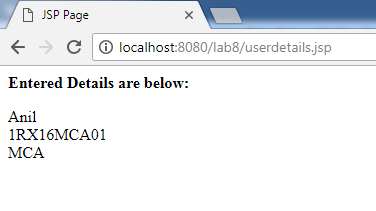 JSP Page
localhost:8080/lab8/userdetails.jsp
Entered Details are below:
Anil
1RX16MCA01
MCA